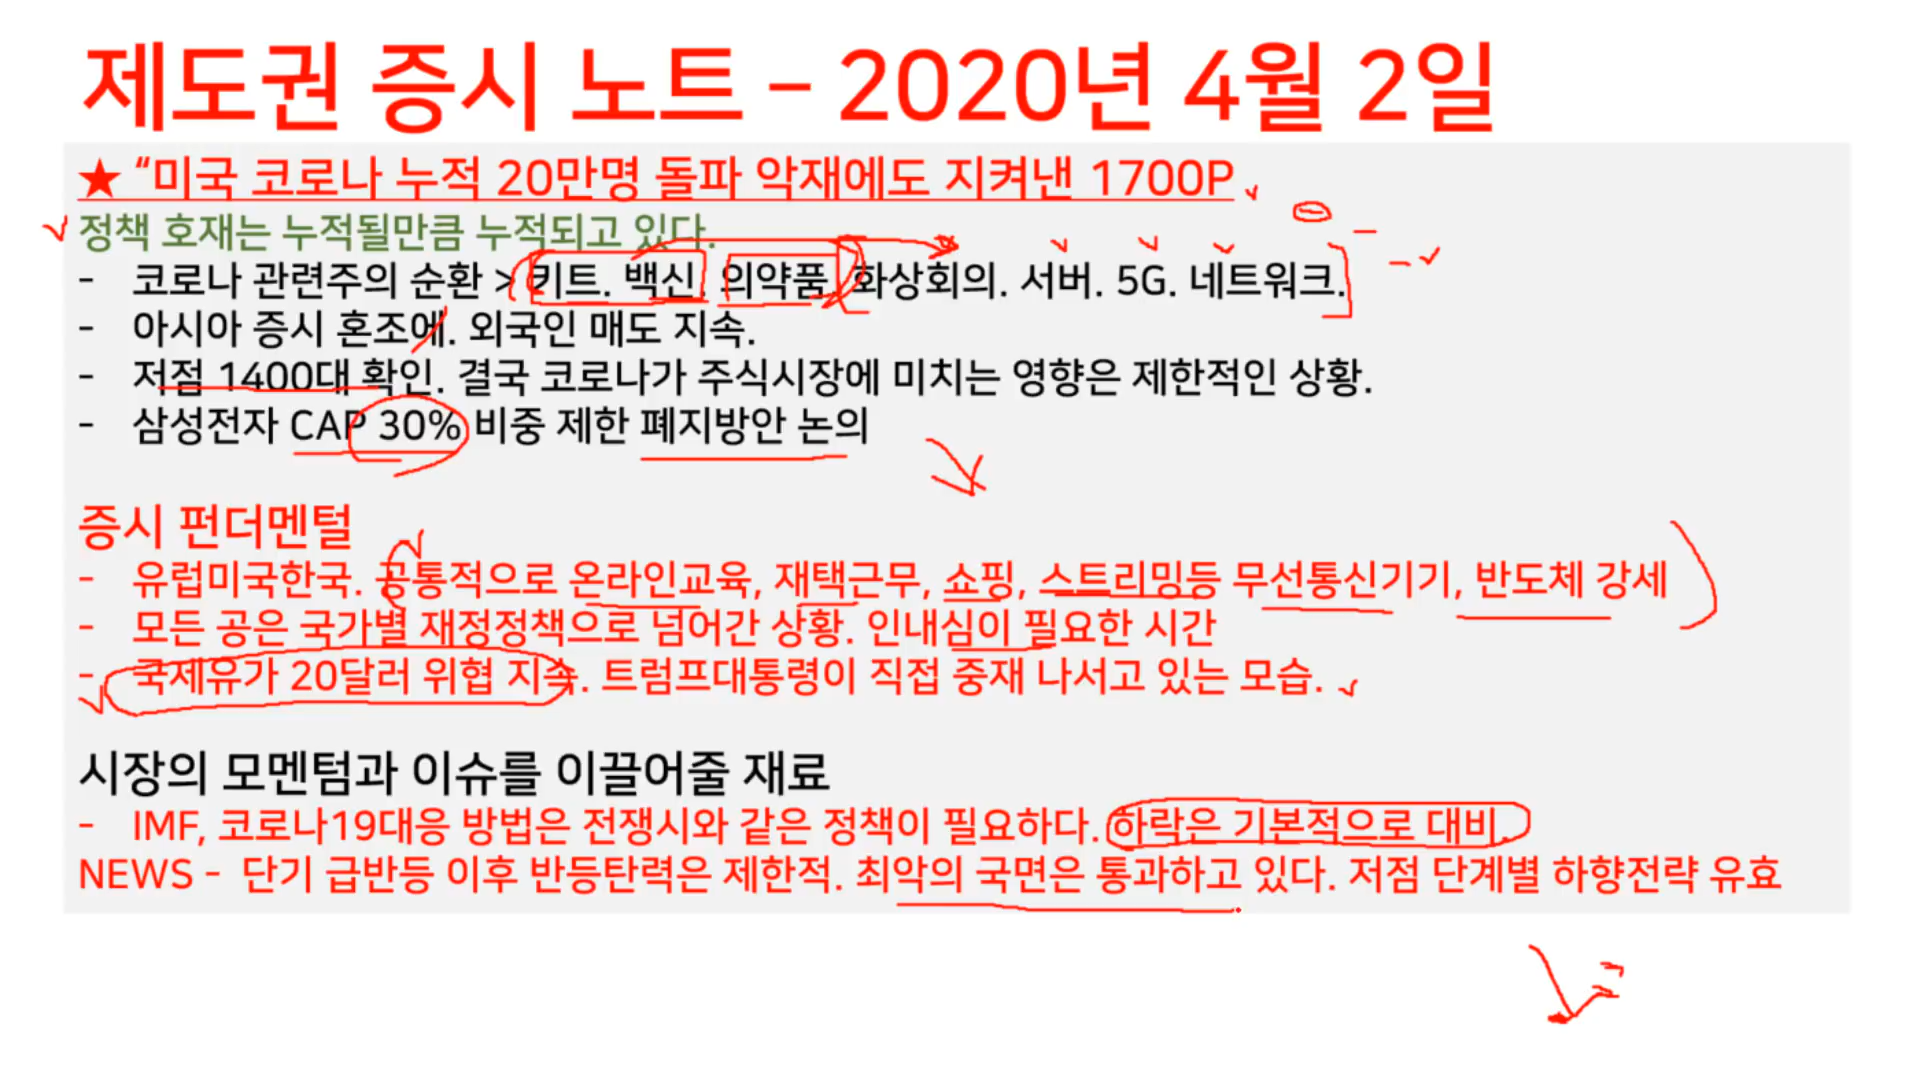 제도권 증시 노트 – 2020년 4월 2일
★ “미국 코로나 누적 20만명 돌파 악재에도 지켜낸 1700P
정책 호재는 누적될만큼 누적되고 있다.
- 코로나 관련주의 순환 > 키트. 백신. 의약품. 화상회의. 서버. 5G. 네트워크.
- 아시아 증시 혼조에. 외국인 매도 지속.
- 저점 1400대 확인. 결국 코로나가 주식시장에 미치는 영향은 제한적인 상황.
- 삼성전자 CAP 30% 비중 제한 폐지방안 논의
증시 펀더멘털
- 유럽미국한국. 공통적으로 온라인교육, 재택근무, 쇼핑, 스트리밍등 무선통신기기, 반도체 강세
- 모든 공은 국가별 재정정책으로 넘어간 상황. 인내심이 필요한 시간
- 국제유가 20달러 위협 지속. 트럼프대통령이 직접 중재 나서고 있는 모습.
시장의 모멘텀과 이슈를 이끌어줄 재료
- IMF, 코로나19대응 방법은 전쟁시와 같은 정책이 필요하다. 하락은 기본적으로 대비.
NEWS - 단기 급반등 이후 반등탄력은 제한적. 최악의 국면은 통과하고 있다. 저점 단계별 하향전략 유효